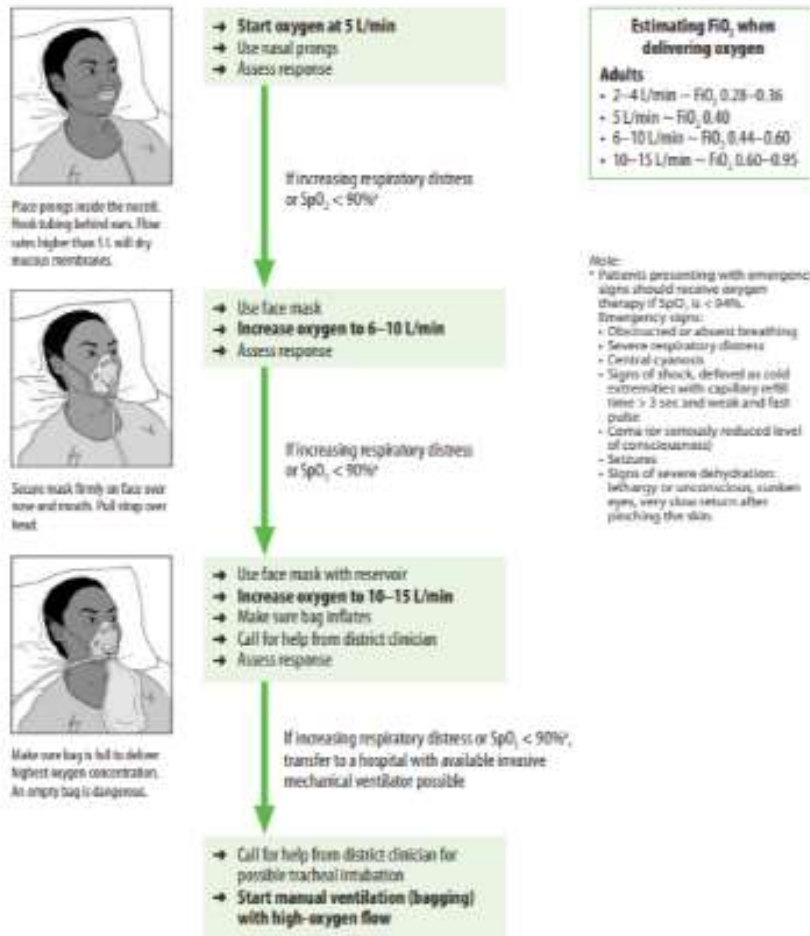 → Start oxygen at 5 L/min
→ Use nasal prongs
→ Assess response
Place prongs inside the nostril.
Hook tubing behind ears. Flow
rates higher than 5 L will dry
mucous membranes.
If increasing respiratory distress
or SpO₂ < 90%ᵃ
→ Use face mask
→ Increase oxygen to 6–10 L/min
→ Assess response
Secure mask firmly on face over
nose and mouth. Pull strap over
head.
If increasing respiratory distress
or SpO₂ < 90%ᵃ
→ Use face mask with reservoir
→ Increase oxygen to 10–15 L/min
→ Make sure bag inflates
→ Call for help from district clinician
→ Assess response
Make sure bag is full to deliver
highest oxygen concentration.
An empty bag is dangerous.
If increasing respiratory distress or SpO₂ < 90%ᵃ,
transfer to a hospital with available invasive
mechanical ventilator possible
→ Call for help from district clinician for
possible tracheal intubation
→ Start manual ventilation (bagging)
with high-oxygen flow
Estimating FiO₂ when
delivering oxygen
Adults
• 2–4 L/min – FiO₂ 0.28–0.36
• 5 L/min – FiO₂ 0.40
• 6–10 L/min – FiO₂ 0.44–0.60
• 10–15 L/min – FiO₂ 0.60–0.95
Note:
ᵃ Patients presenting with emergency
signs should receive oxygen
therapy if SpO₂ is < 94%.
Emergency signs:
• Obstructed or absent breathing
• Severe respiratory distress
• Central cyanosis
• Signs of shock, defined as cold
extremities with capillary refill
time > 3 sec and weak and fast
pulse
• Coma (or seriously reduced level
of consciousness)
• Seizures
• Signs of severe dehydration:
lethargy or unconscious, sunken
eyes, very slow return after
pinching the skin.